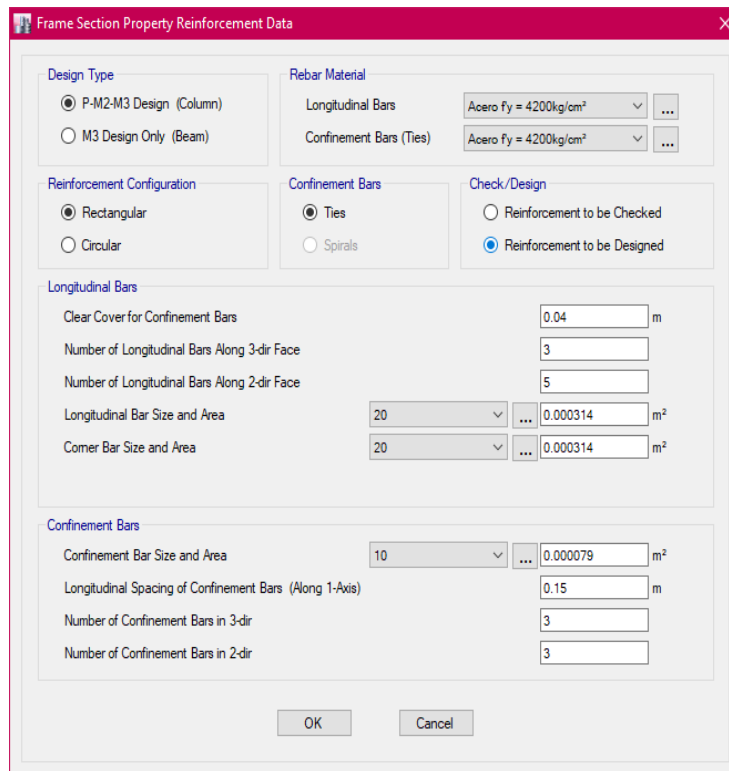 Frame Section Property Reinforcement Data
Design Type
P-M2-M3 Design (Column)
M3 Design Only (Beam)
Rebar Material
Longitudinal Bars Acero f'y = 4200kg/cm² ...
Confinement Bars (Ties) Acero f'y = 4200kg/cm² ...
Reinforcement Configuration
Rectangular
Circular
Confinement Bars
Ties
Spirals
Check/Design
Reinforcement to be Checked
Reinforcement to be Designed
Longitudinal Bars
Clear Cover for Confinement Bars 0.04 m
Number of Longitudinal Bars Along 3-dir Face 3
Number of Longitudinal Bars Along 2-dir Face 5
Longitudinal Bar Size and Area 20 ... 0.000314 m²
Corner Bar Size and Area 20 ... 0.000314 m²
Confinement Bars
Confinement Bar Size and Area 10 ... 0.000079 m²
Longitudinal Spacing of Confinement Bars (Along 1-Axis) 0.15 m
Number of Confinement Bars in 3-dir 3
Number of Confinement Bars in 2-dir 3
OK Cancel